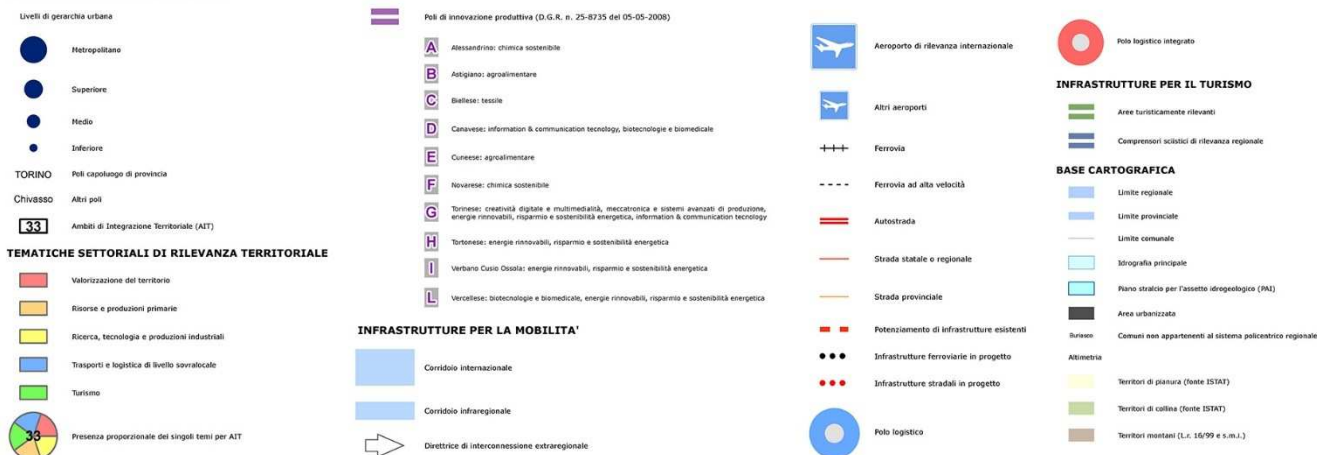 Livelli di gerarchia urbana
Metropolitano
Superiore
Medio
Inferiore
TORINO Poli capoluogo di provincia
Chivasso Altri poli
33 Ambiti di Integrazione Territoriale (AIT)
TEMATICHE SETTORIALI DI RILEVANZA TERRITORIALE
Valorizzazione del territorio
Risorse e produzioni primarie
Ricerca, tecnologia e produzioni industriali
Trasporti e logistica di livello sovralocale
Turismo
33 Presenza proporzionale dei singoli temi per AIT
Poli di innovazione produttiva (D.G.R. n. 25-8735 del 05-05-2008)
A Alessandrino: chimica sostenibile
B Astigiano: agroalimentare
C Biellese: tessile
D Canavese: information & communication tecnology, biotecnologie e biomedicale
E Cuneese: agroalimentare
F Novarese: chimica sostenibile
G Torinese: creatività digitale e multimedialità, meccatronica e sistemi avanzati di produzione,
energie rinnovabili, risparmio e sostenibilità energetica, information & communication tecnology
H Tortonese: energie rinnovabili, risparmio e sostenibilità energetica
I Verbano Cusio Ossola: energie rinnovabili, risparmio e sostenibilità energetica
L Vercellese: biotecnologie e biomedicale, energie rinnovabili, risparmio e sostenibilità energetica
INFRASTRUTTURE PER LA MOBILITA'
Corridoio internazionale
Corridoio infraregionale
Direttrice di interconnessione extraregionale
Aeroporto di rilevanza internazionale
Altri aeroporti
Ferrovia
Ferrovia ad alta velocità
Autostrada
Strada statale o regionale
Strada provinciale
Potenziamento di infrastrutture esistenti
Infrastrutture ferroviarie in progetto
Infrastrutture stradali in progetto
Polo logistico
Polo logistico integrato
INFRASTRUTTURE PER IL TURISMO
Aree turisticamente rilevanti
Comprensori sciistici di rilevanza regionale
BASE CARTOGRAFICA
Limite regionale
Limite provinciale
Limite comunale
Idrografia principale
Piano stralcio per l'assetto idrogeologico (PAI)
Area urbanizzata
Buriasco Comuni non appartenenti al sistema policentrico regionale
Altimetria
Territori di pianura (fonte ISTAT)
Territori di collina (fonte ISTAT)
Territori montani (L.r. 16/99 e s.m.i.)